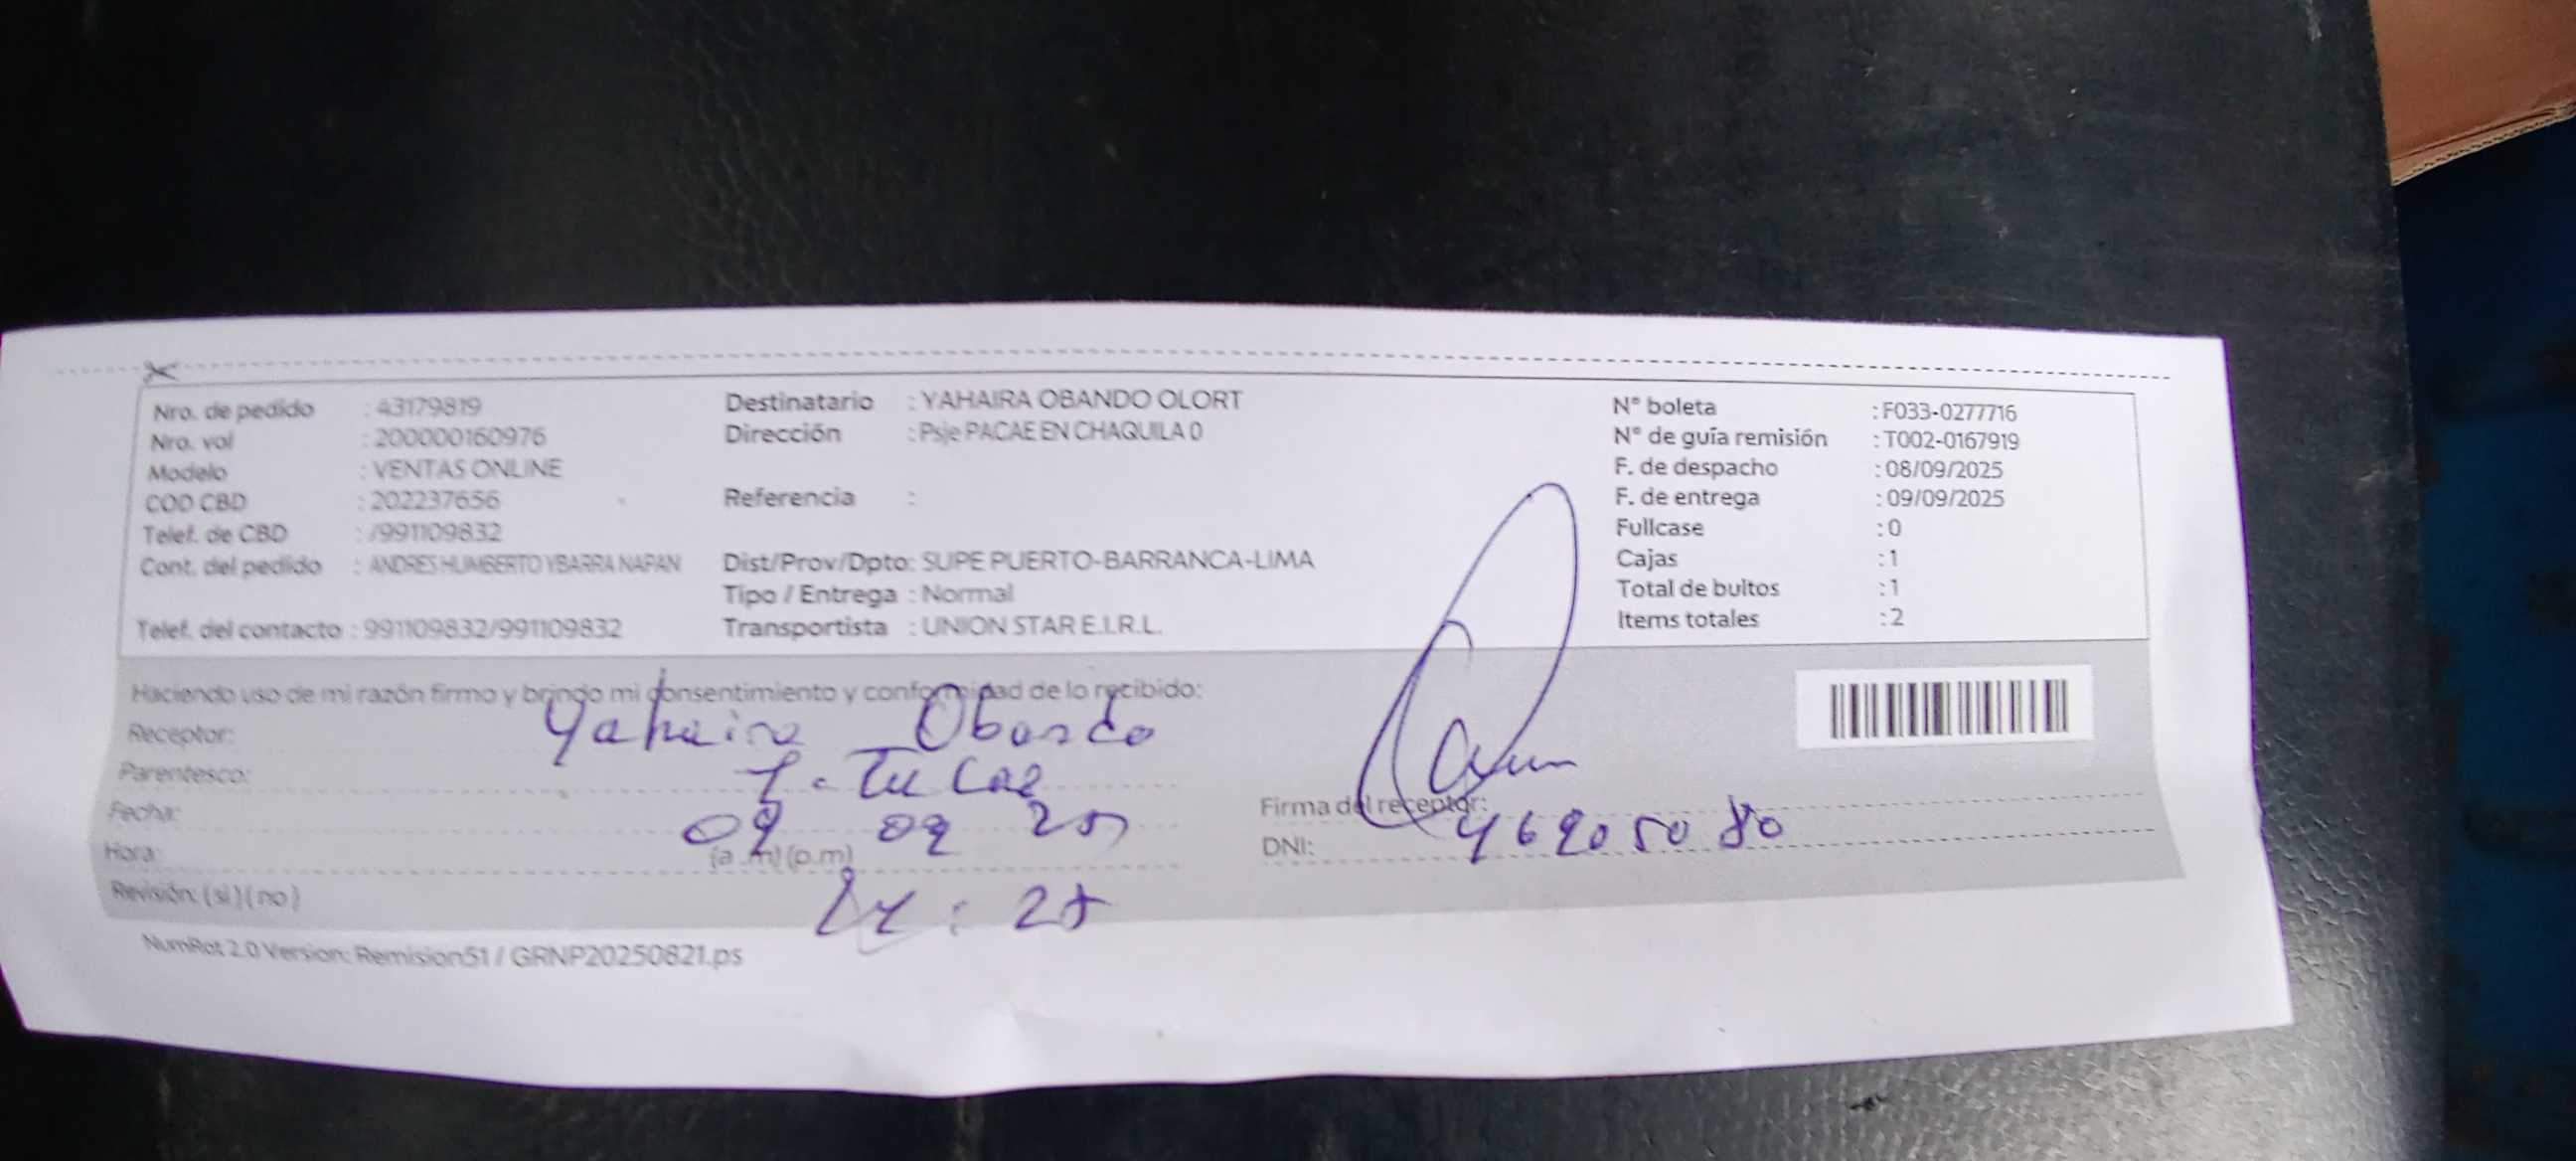 Nro. de pedido : 43179819
Nro. vol : 200000160976
Modelo : VENTAS ONLINE
COD CBD : 202237656
Telef. de CBD : /991109832
Cont. del pedido : ANDRES HUMBERTO YBARRA NAPAN
Telef. del contacto : 991109832/991109832
Destinatario : YAHAIRA OBANDO OLORT
Dirección : Psje PACAE EN CHAQUILA 0
Referencia :
Dist/Prov/Dpto: SUPE PUERTO-BARRANCA-LIMA
Tipo / Entrega : Normal
Transportista : UNION STAR E.I.R.L.
N° boleta : F033-0277716
N° de guía remisión : T002-0167919
F. de despacho : 08/09/2025
F. de entrega : 09/09/2025
Fullcase : 0
Cajas : 1
Total de bultos : 1
Items totales : 2
Haciendo uso de mi razón firmo y brindo mi consentimiento y conformidad de lo recibido:
Receptor: Yahaira Obando
Parentesco:
Fecha: 09 09 25
Hora: (a .m) (p.m)
Revisión: (si) (no)
Firma del receptor:
DNI:
NumRot 2.0 Version: Remision51 / GRNP20250821.ps